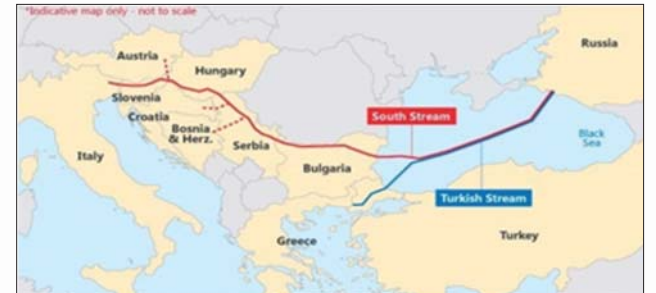 *Indicative map only - not to scale
Russia
Austria
Hungary
Slovenia
Croatia
South Stream
Bosnia
& Herz.
Serbia
Black
Sea
Italy
Bulgaria
Turkish Stream
Greece
Turkey